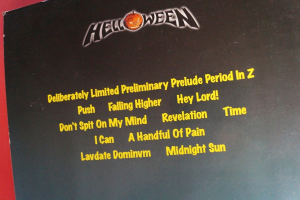 HELLOWEEN
Deliberately Limited Preliminary Prelude Period In Z
Push Falling Higher Hey Lord!
Don't Spit On My Mind Revelation Time
I Can A Handful Of Pain
Lavdate Dominvm Midnight Sun